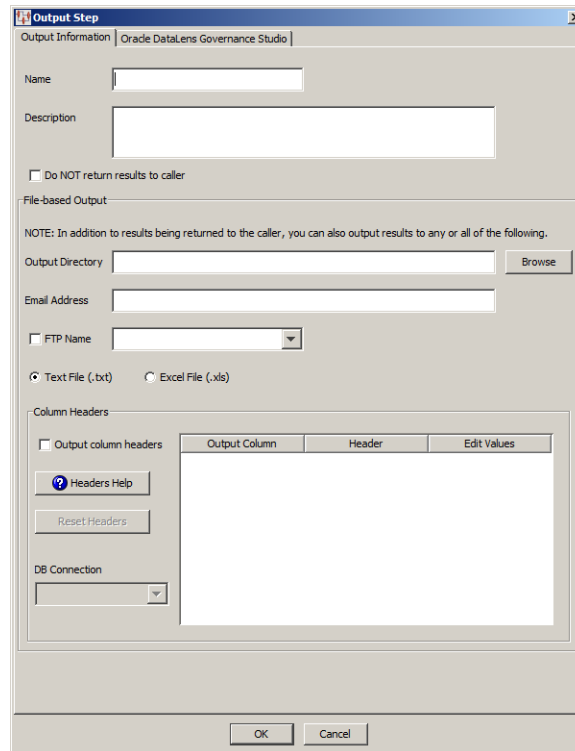 Output Step
Output Information
Oracle DataLens Governance Studio
Name
Description
Do NOT return results to caller
File-based Output
NOTE: In addition to results being returned to the caller, you can also output results to any or all of the following.
Output Directory
Browse
Email Address
FTP Name
Text File (.txt)
Excel File (.xls)
Column Headers
Output column headers
Output Column
Header
Edit Values
Headers Help
Reset Headers
DB Connection
OK
Cancel